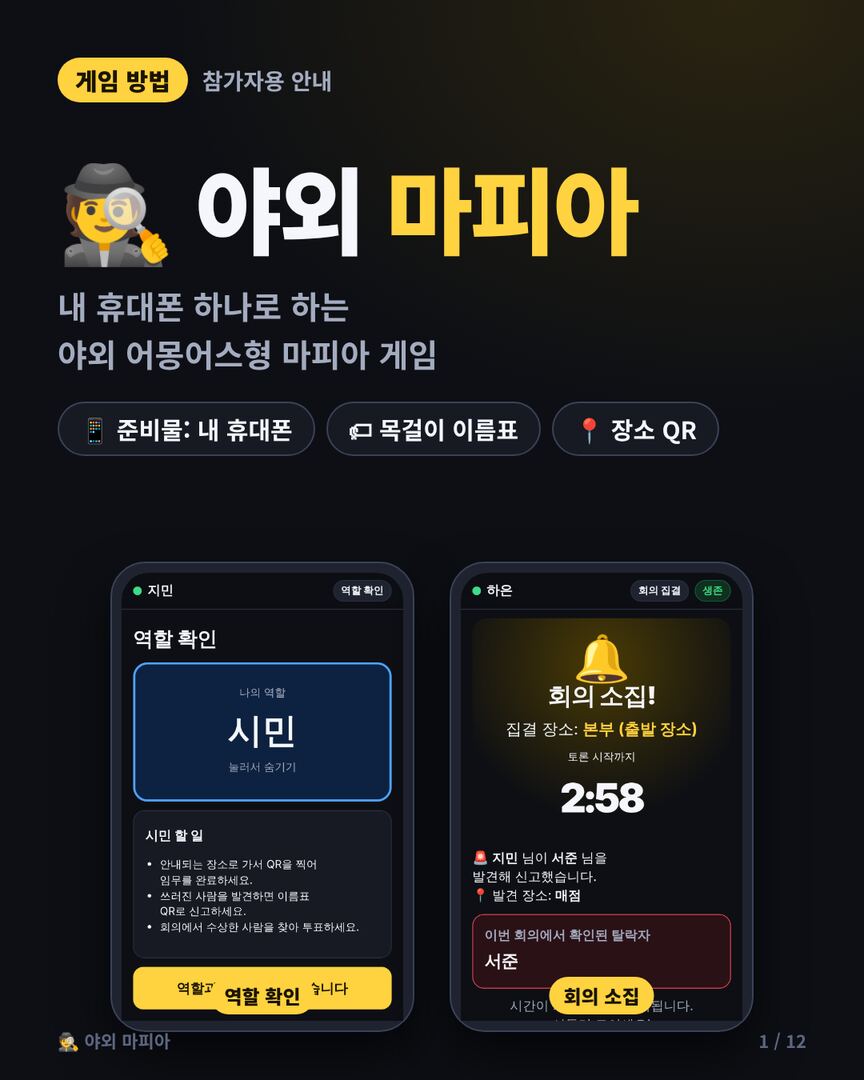 게임 방법 참가자용 안내
야외 마피아
내 휴대폰 하나로 하는
야외 어몽어스형 마피아 게임
준비물: 내 휴대폰 목걸이 이름표 장소 QR
지민 역할 확인
역할 확인
나의 역할
시민
눌러서 숨기기
시민 할 일
• 안내되는 장소로 가서 QR을 찍어
임무를 완료하세요.
• 쓰러진 사람을 발견하면 이름표
QR로 신고하세요.
• 회의에서 수상한 사람을 찾아 투표하세요.
역할 확인
하은 회의 집결 생존
회의 소집!
집결 장소: 본부 (출발 장소)
토론 시작까지
2:58
지민 님이 서준 님을
발견해 신고했습니다.
발견 장소: 매점
이번 회의에서 확인된 탈락자
서준
시간이
회의 소집
야외 마피아
1 / 12